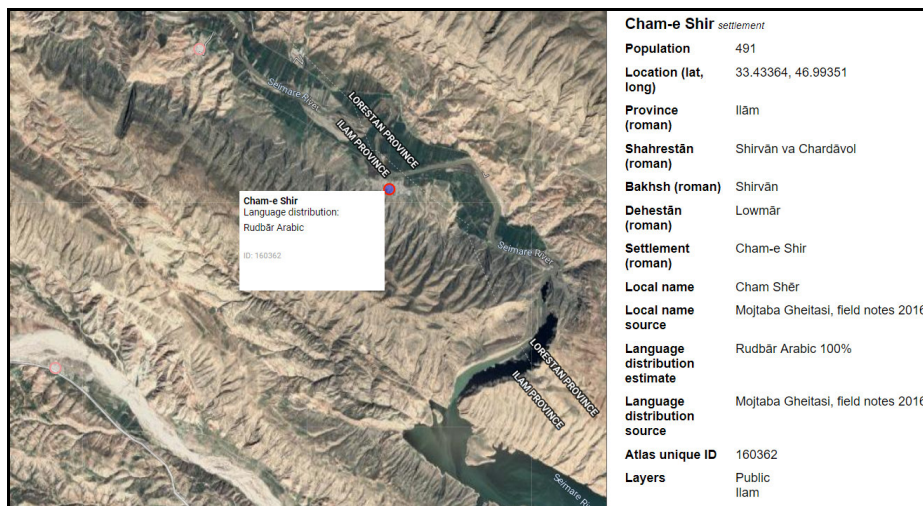 Seimare River
LORESTAN PROVINCE
ILAM PROVINCE
Cham-e Shir
Language distribution:
Rudbār Arabic
ID: 160362
Seimare River
LORESTAN PROVINCE
ILAM PROVINCE
Seimare Ri
Cham-e Shir settlement
Population 491
Location (lat, 33.43364, 46.99351
long)
Province Ilām
(roman)
Shahrestān Shirvān va Chardāvol
(roman)
Bakhsh (roman) Shirvān
Dehestān Lowmār
(roman)
Settlement Cham-e Shir
(roman)
Local name Cham Shēr
Local name Mojtaba Gheitasi, field notes 2016
source
Language Rudbār Arabic 100%
distribution
estimate
Language Mojtaba Gheitasi, field notes 2016
distribution
source
Atlas unique ID 160362
Layers Public
Ilam